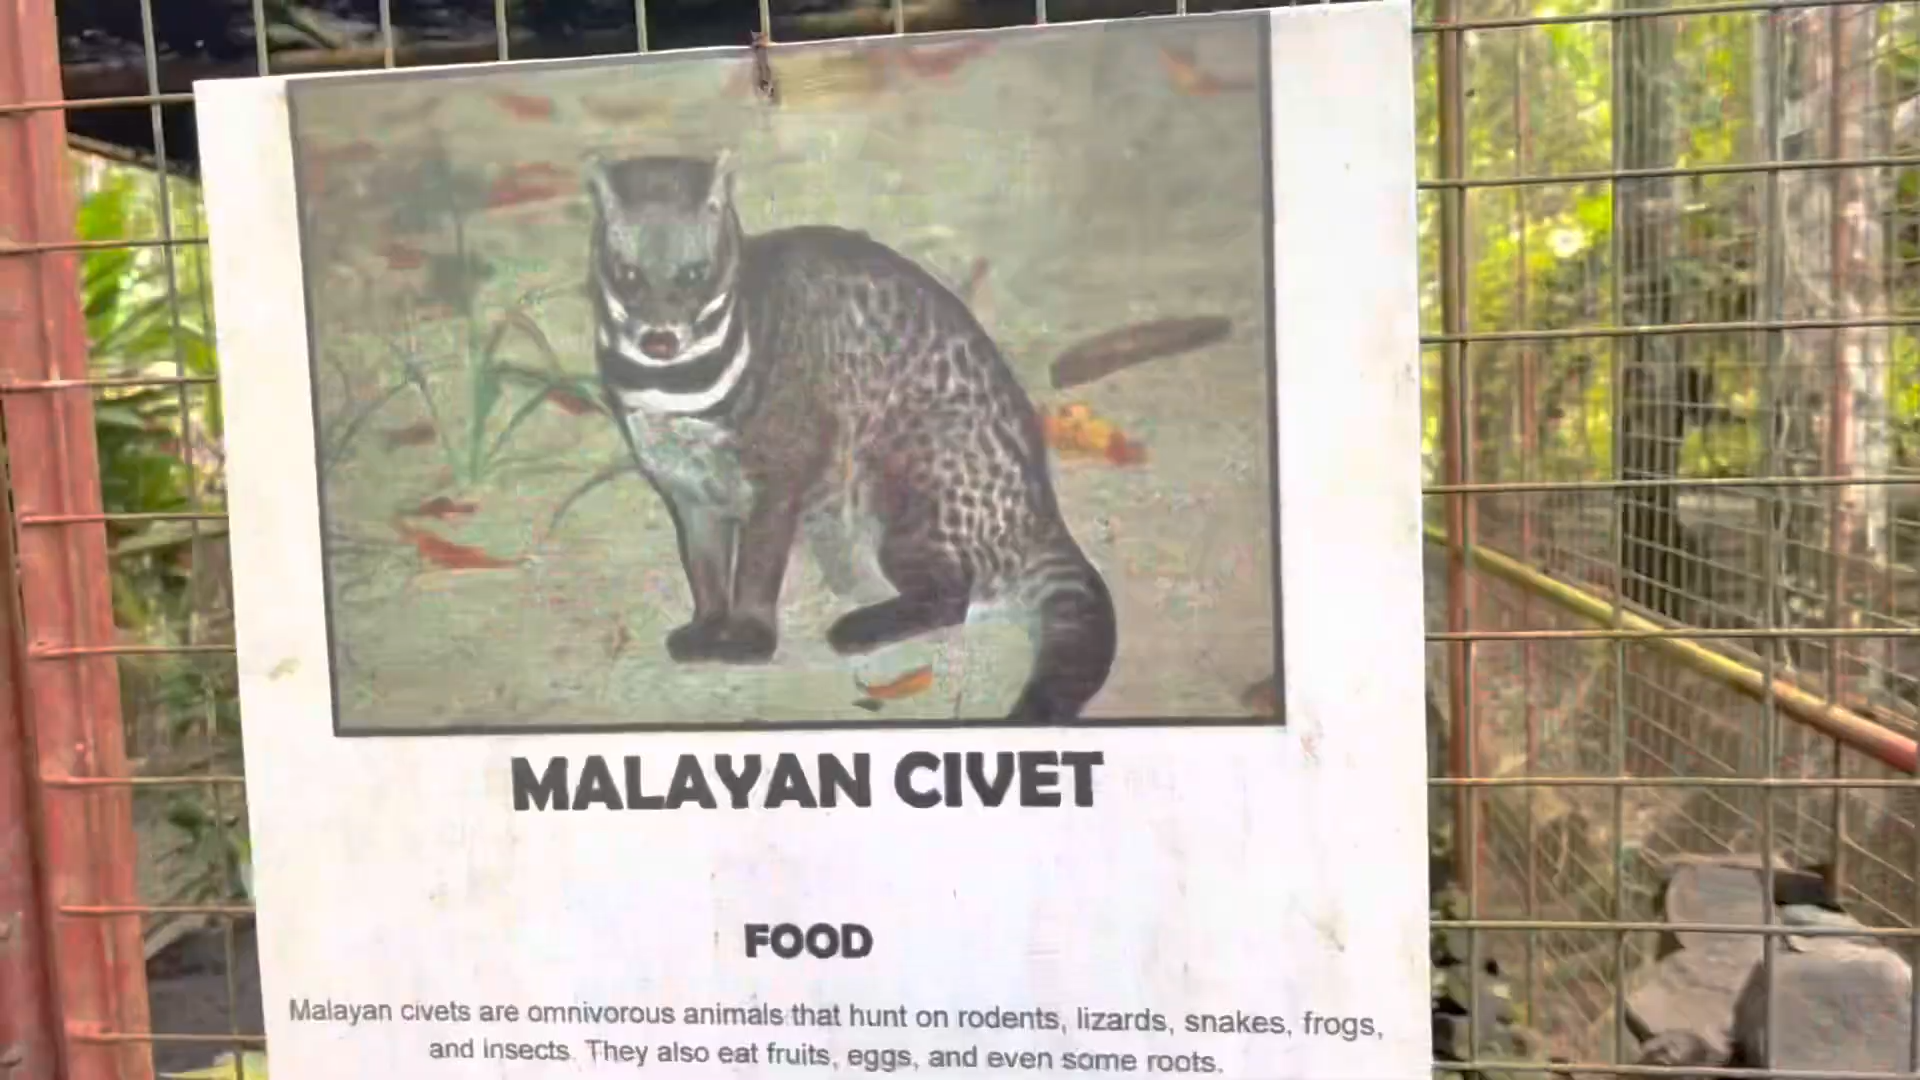 MALAYAN CIVET
FOOD
Malayan civets are omnivorous animals that hunt on rodents, lizards, snakes, frogs,
and insects. They also eat fruits, eggs, and even some roots.